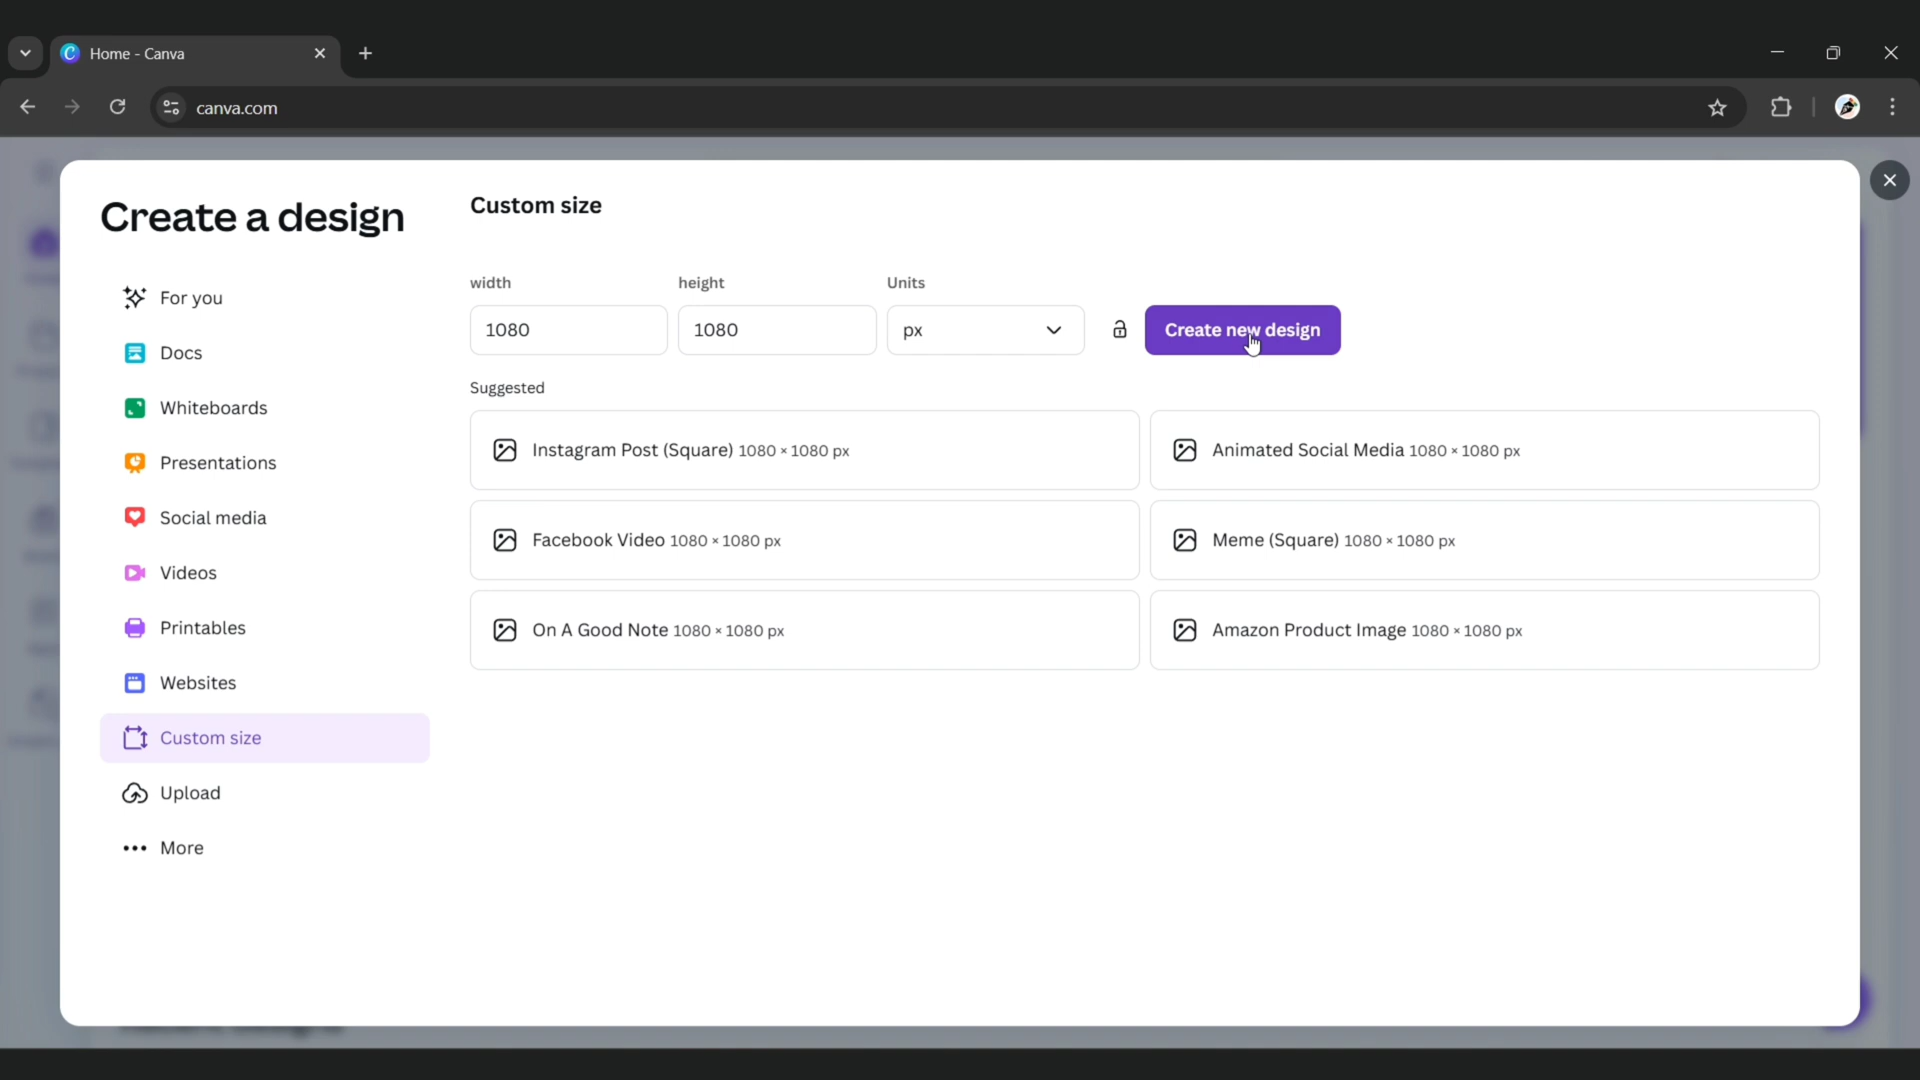 Home - Canva
canva.com
Create a design
For you
Docs
Whiteboards
Presentations
Social media
Videos
Printables
Websites
Custom size
Upload
More
Custom size
width height Units
1080 1080 px Create new design
Suggested
Instagram Post (Square) 1080 × 1080 px
Animated Social Media 1080 × 1080 px
Facebook Video 1080 × 1080 px
Meme (Square) 1080 × 1080 px
On A Good Note 1080 × 1080 px
Amazon Product Image 1080 × 1080 px